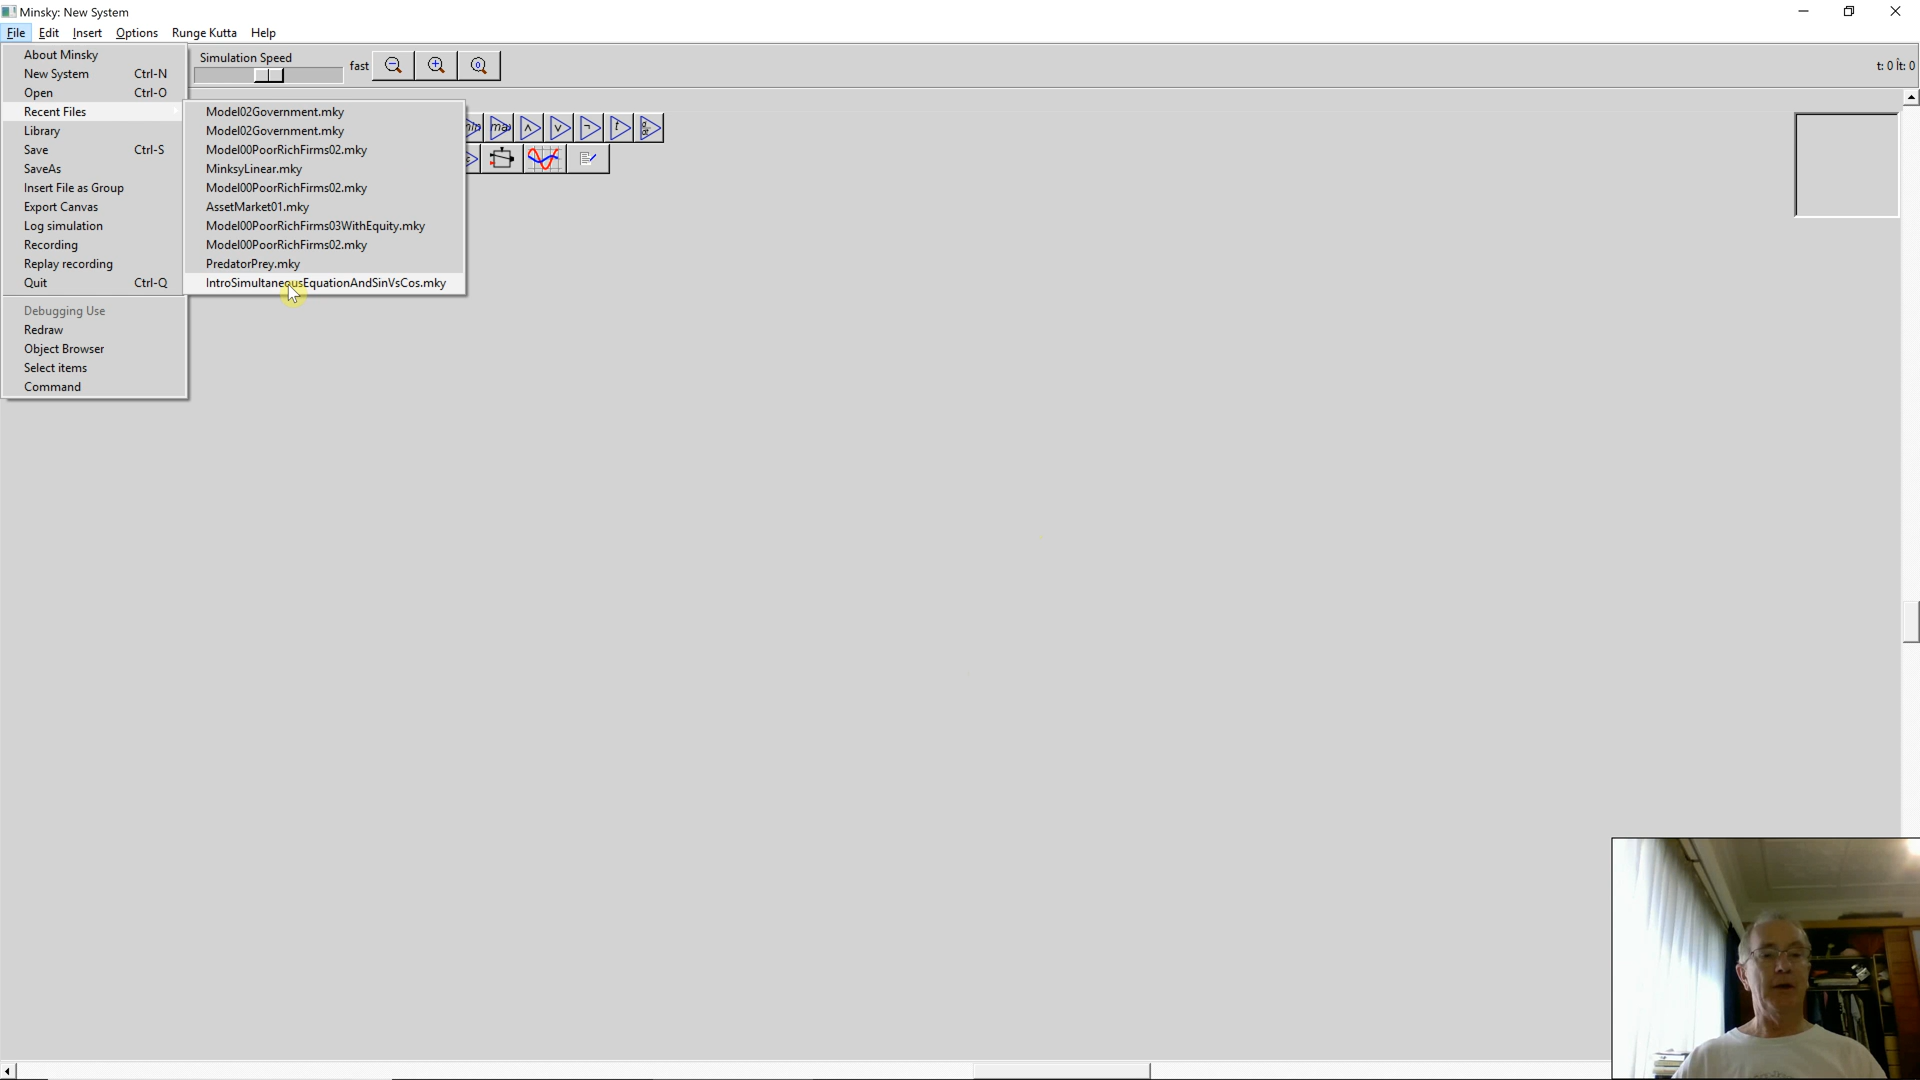 Minsky: New System
File Edit Insert Options Runge Kutta Help
About Minsky
New System Ctrl-N
Open Ctrl-O
Recent Files
Library
Save Ctrl-S
SaveAs
Insert File as Group
Export Canvas
Log simulation
Recording
Replay recording
Quit Ctrl-Q
Debugging Use
Redraw
Object Browser
Select items
Command
Simulation Speed
fast
0
t: 0 Δt: 0
Model02Government.mky
Model02Government.mky
Model00PoorRichFirms02.mky
MinksyLinear.mky
Model00PoorRichFirms02.mky
AssetMarket01.mky
Model00PoorRichFirms03WithEquity.mky
Model00PoorRichFirms02.mky
PredatorPrey.mky
IntroSimultaneousEquationAndSinVsCos.mky